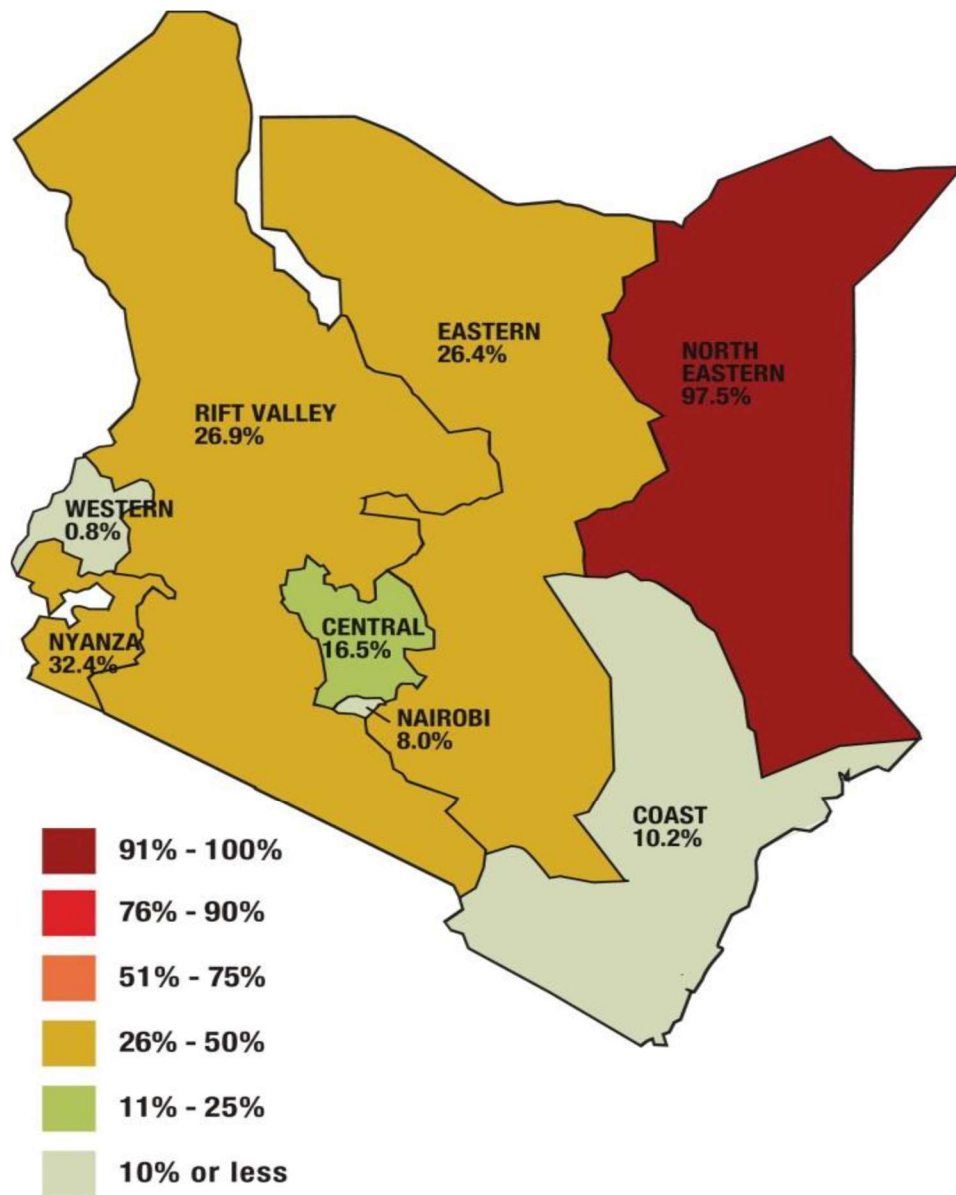 EASTERN
26.4%
NORTH
EASTERN
97.5%
RIFT VALLEY
26.9%
WESTERN
0.8%
CENTRAL
16.5%
NYANZA
32.4%
NAIROBI
8.0%
COAST
10.2%
91% - 100%
76% - 90%
51% - 75%
26% - 50%
11% - 25%
10% or less